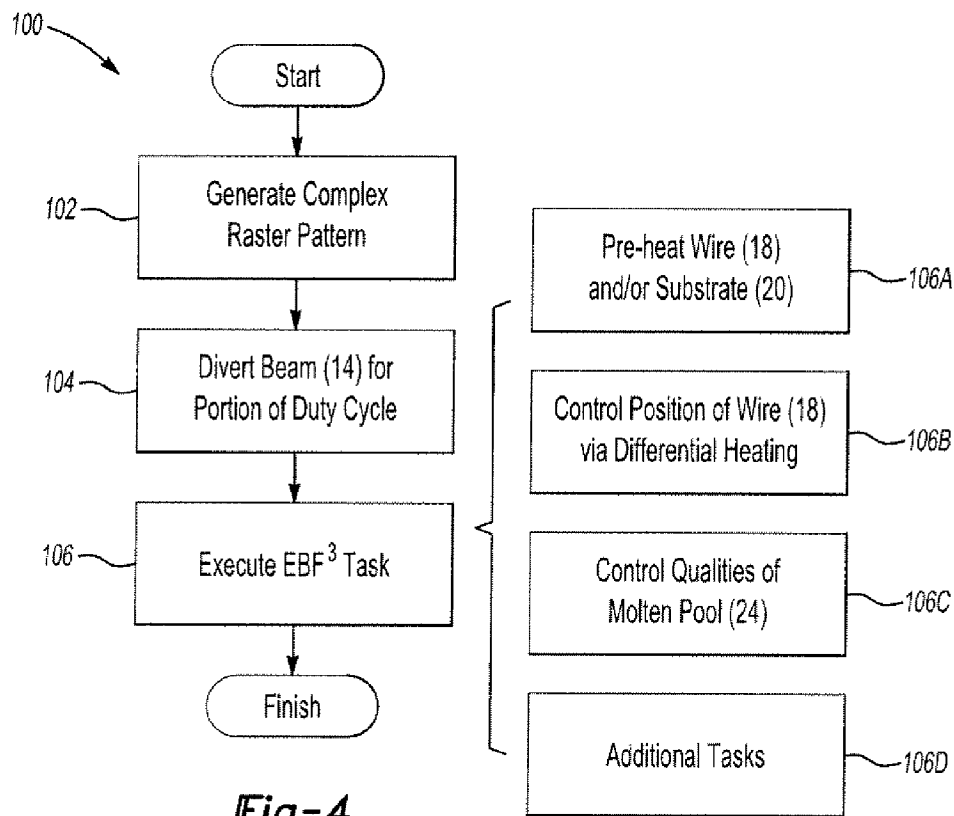 100
Start
102
Generate Complex
Raster Pattern
104
Divert Beam (14) for
Portion of Duty Cycle
106
Execute EBF³ Task
Finish
Pre-heat Wire (18)
and/or Substrate (20)
106A
Control Position of Wire (18)
via Differential Heating
106B
Control Qualities of
Molten Pool (24)
106C
Additional Tasks
106D
Fig-4